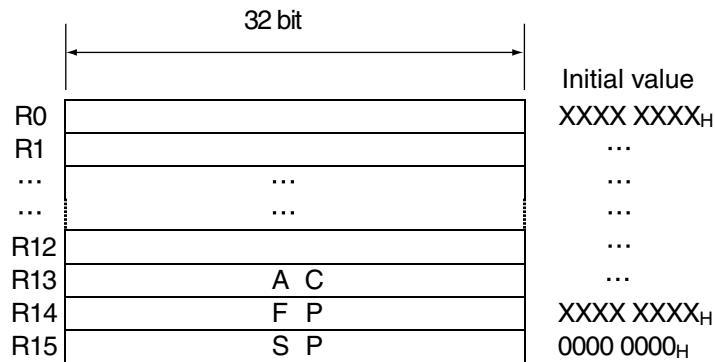 32 bit
Initial value
R0 XXXX XXXXH
R1 ...
... ... ...
... ... ...
R12 ...
R13 A C ...
R14 F P XXXX XXXXH
R15 S P 0000 0000H